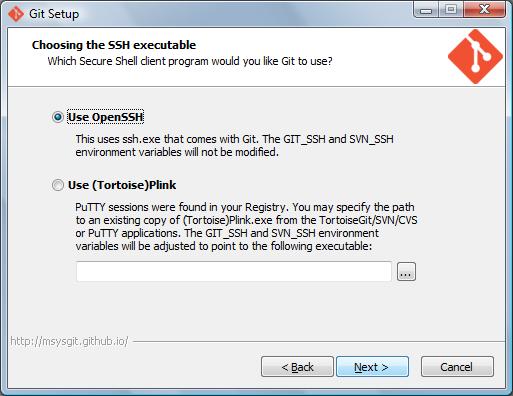 Git Setup
Choosing the SSH executable
Which Secure Shell client program would you like Git to use?
Use OpenSSH
This uses ssh.exe that comes with Git. The GIT_SSH and SVN_SSH
environment variables will not be modified.
Use (Tortoise)Plink
PuTTY sessions were found in your Registry. You may specify the path
to an existing copy of (Tortoise)Plink.exe from the TortoiseGit/SVN/CVS
or PuTTY applications. The GIT_SSH and SVN_SSH environment
variables will be adjusted to point to the following executable:
...
http://msysgit.github.io/
< Back
Next >
Cancel